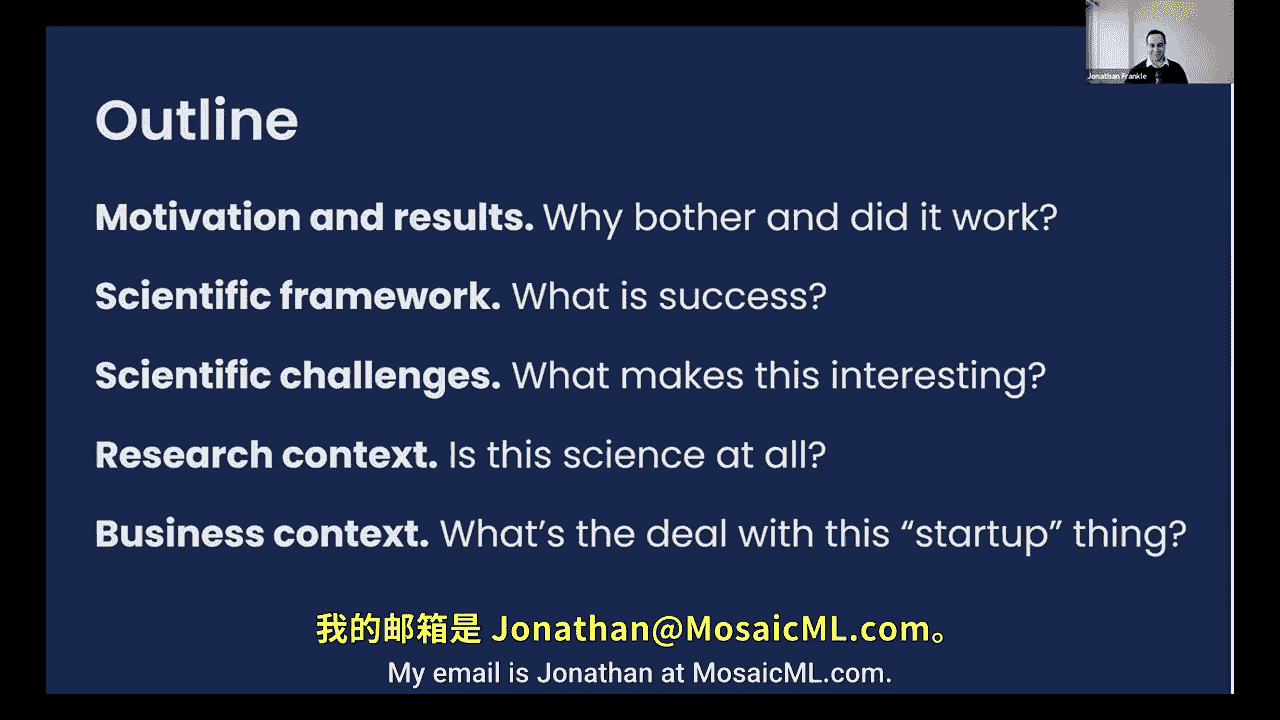 Jonathan Frankle
Outline
Motivation and results. Why bother and did it work?
Scientific framework. What is success?
Scientific challenges. What makes this interesting?
Research context. Is this science at all?
Business context. What’s the deal with this “startup” thing?
我的邮箱是 Jonathan@MosaicML.com。
My email is Jonathan at MosaicML.com.